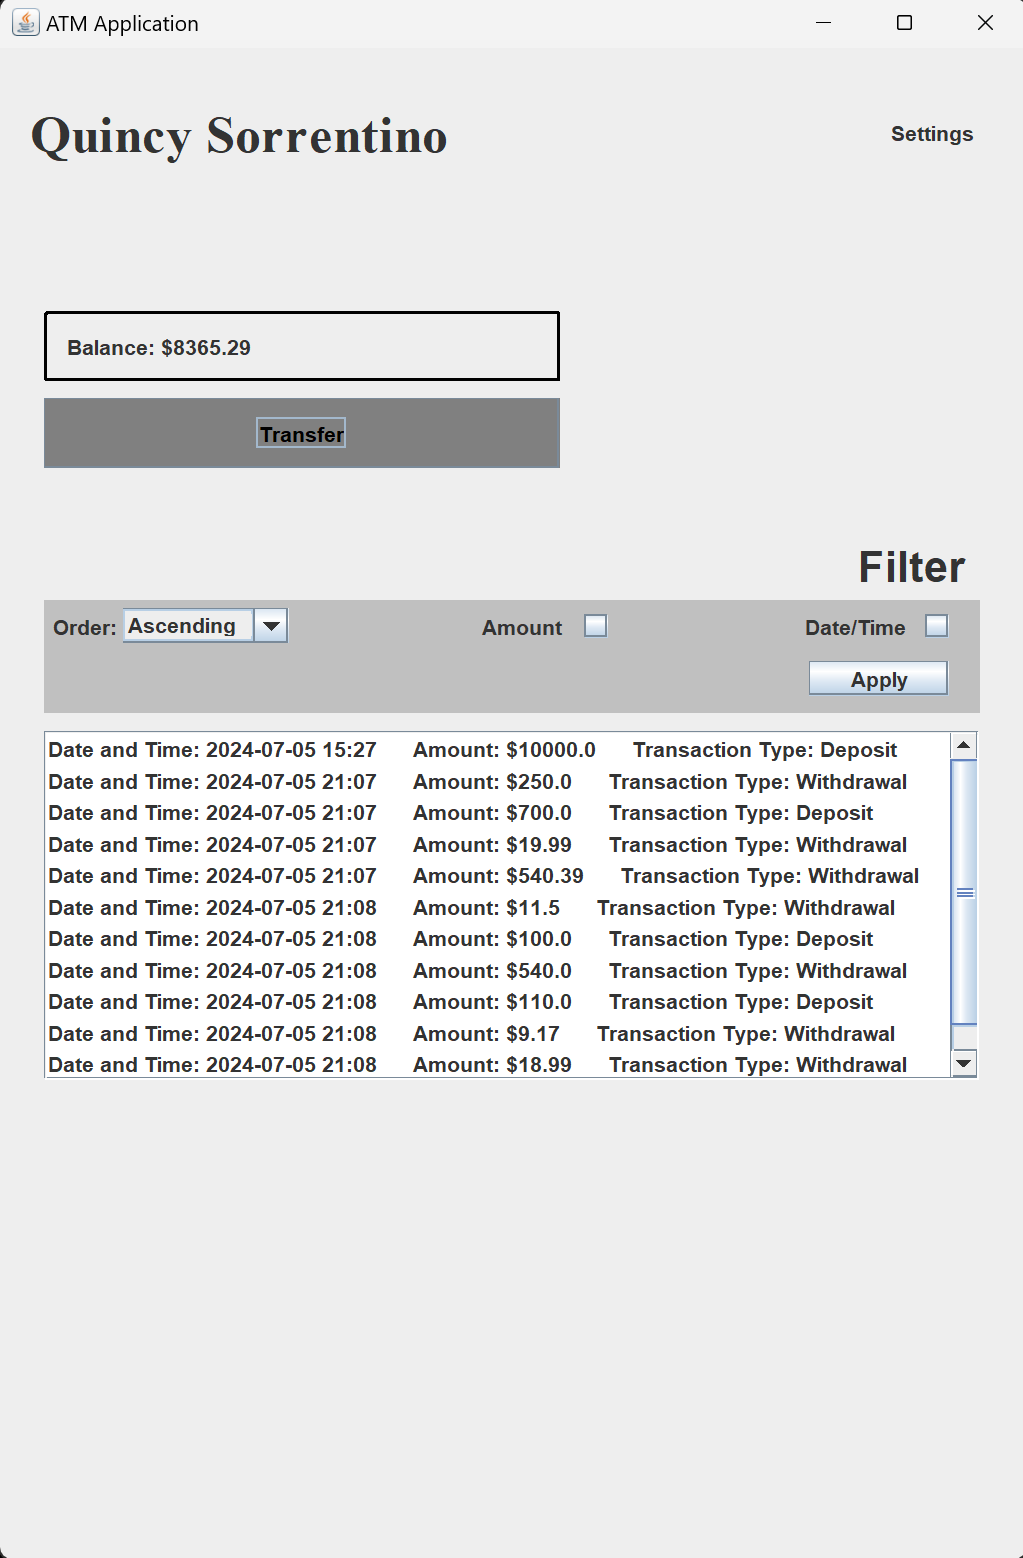 ATM Application
Quincy Sorrentino
Settings
Balance: $8365.29
Transfer
Filter
Order: Ascending Amount Date/Time
Apply
Date and Time: 2024-07-05 15:27 Amount: $10000.0 Transaction Type: Deposit
Date and Time: 2024-07-05 21:07 Amount: $250.0 Transaction Type: Withdrawal
Date and Time: 2024-07-05 21:07 Amount: $700.0 Transaction Type: Deposit
Date and Time: 2024-07-05 21:07 Amount: $19.99 Transaction Type: Withdrawal
Date and Time: 2024-07-05 21:07 Amount: $540.39 Transaction Type: Withdrawal
Date and Time: 2024-07-05 21:08 Amount: $11.5 Transaction Type: Withdrawal
Date and Time: 2024-07-05 21:08 Amount: $100.0 Transaction Type: Deposit
Date and Time: 2024-07-05 21:08 Amount: $540.0 Transaction Type: Withdrawal
Date and Time: 2024-07-05 21:08 Amount: $110.0 Transaction Type: Deposit
Date and Time: 2024-07-05 21:08 Amount: $9.17 Transaction Type: Withdrawal
Date and Time: 2024-07-05 21:08 Amount: $18.99 Transaction Type: Withdrawal